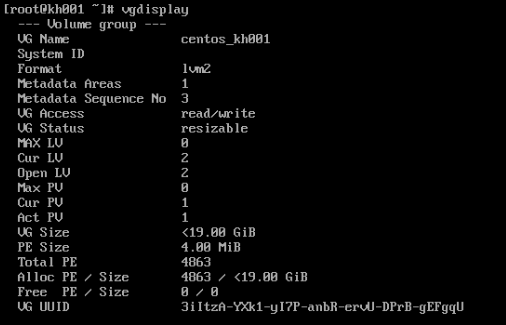 [root@kh001 ~]# vgdisplay
--- Volume group ---
VG Name centos_kh001
System ID
Format lvm2
Metadata Areas 1
Metadata Sequence No 3
VG Access read/write
VG Status resizable
MAX LV 0
Cur LV 2
Open LV 2
Max PV 0
Cur PV 1
Act PV 1
VG Size <19.00 GiB
PE Size 4.00 MiB
Total PE 4863
Alloc PE / Size 4863 / <19.00 GiB
Free PE / Size 0 / 0
VG UUID 3iItzA-YXk1-yI7P-anbR-ervU-DPrB-gEFgqU